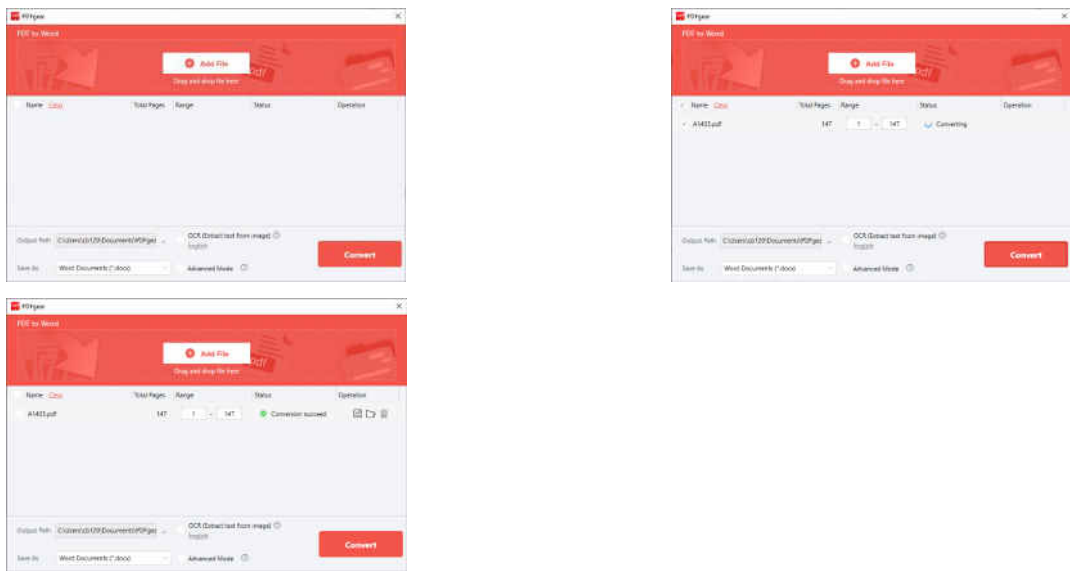 PDFgear
PDF to Word
Add File
Drag and drop file here
Name Clear Total Pages Range Status Operation
Output Path
OCR (Extract text from image)
English
Convert
Save As Word Documents (*.docx) Advanced Mode
PDFgear
PDF to Word
Add File
Drag and drop file here
Name Clear Total Pages Range Status Operation
A1403.pdf 147 1 - 147 Converting
Output Path
OCR (Extract text from image)
English
Convert
Save As Word Documents (*.docx) Advanced Mode
PDFgear
PDF to Word
Add File
Drag and drop file here
Name Clear Total Pages Range Status Operation
A1403.pdf 147 1 - 147 Conversion succeed
Output Path
OCR (Extract text from image)
English
Convert
Save As Word Documents (*.docx) Advanced Mode